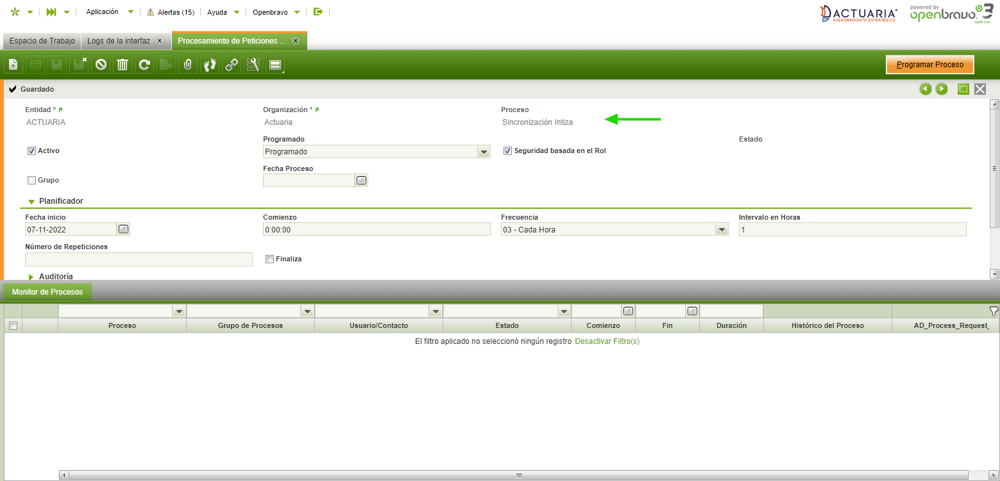 Aplicación Alertas (15) Ayuda Openbravo
ACTUARIA
ASESORAMIENTO ESTRATÉGICO
powered by
openbravo 3
agile erp
Espacio de Trabajo Logs de la interfaz Procesamiento de Peticiones ...
Programar Proceso
Guardado
Entidad * Organización * Proceso
ACTUARIA Actuaria Sincronización Intiza
Programado Estado
Activo Programado Seguridad basada en el Rol
Fecha Proceso
Grupo
Planificador
Fecha inicio Comienzo Frecuencia Intervalo en Horas
07-11-2022 0:00:00 03 - Cada Hora 1
Número de Repeticiones
Finaliza
Auditoría
Monitor de Procesos
Proceso Grupo de Procesos Usuario/Contacto Estado Comienzo Fin Duración Histórico del Proceso AD_Process_Request_
El filtro aplicado no seleccionó ningún registro Desactivar Filtro(s)